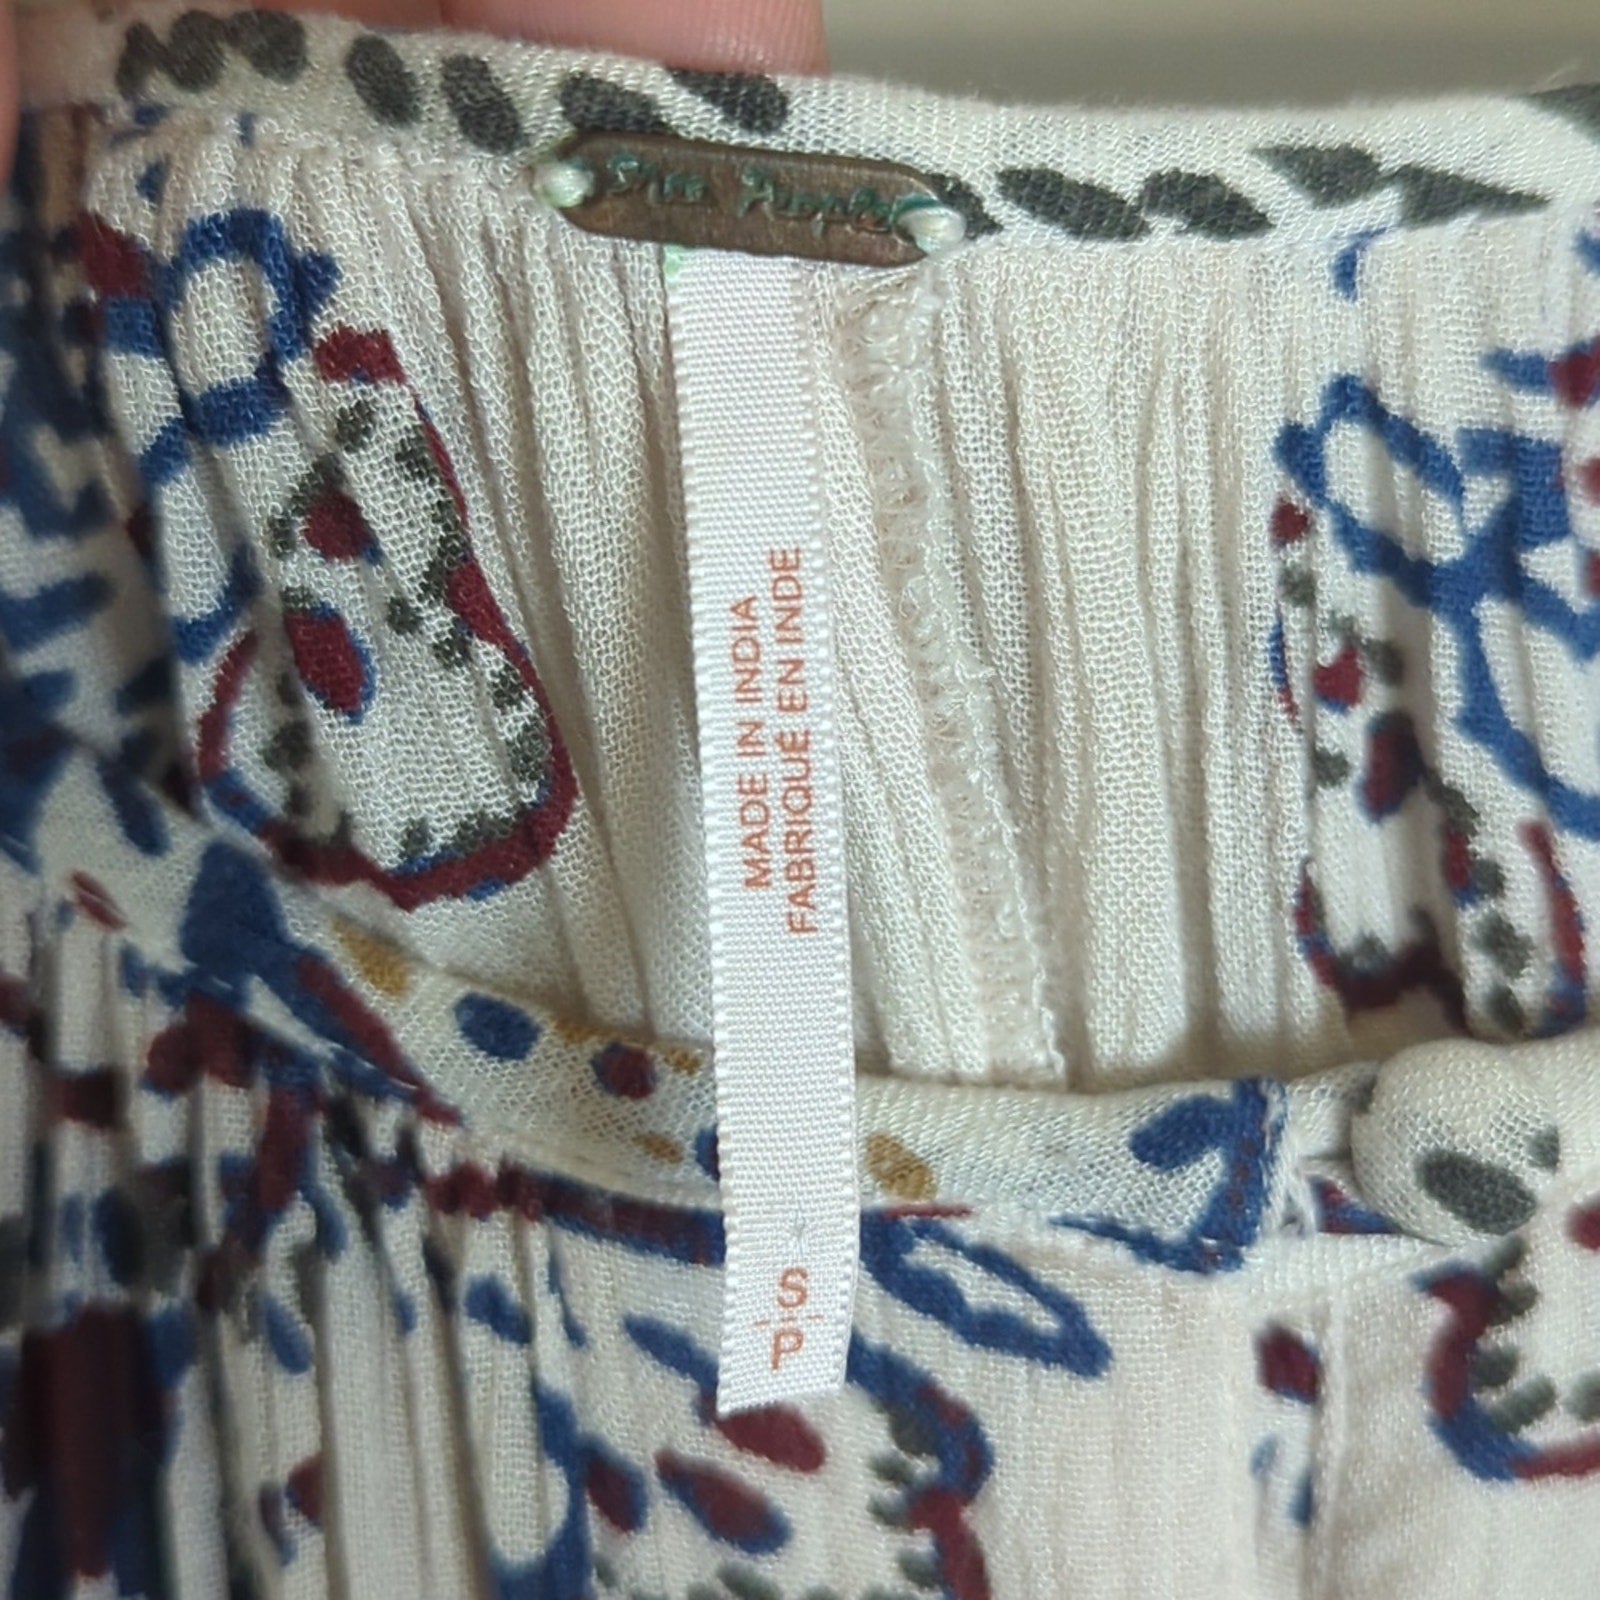 Free People
MADE IN INDIA
FABRIQUÉ EN INDE
P:S: